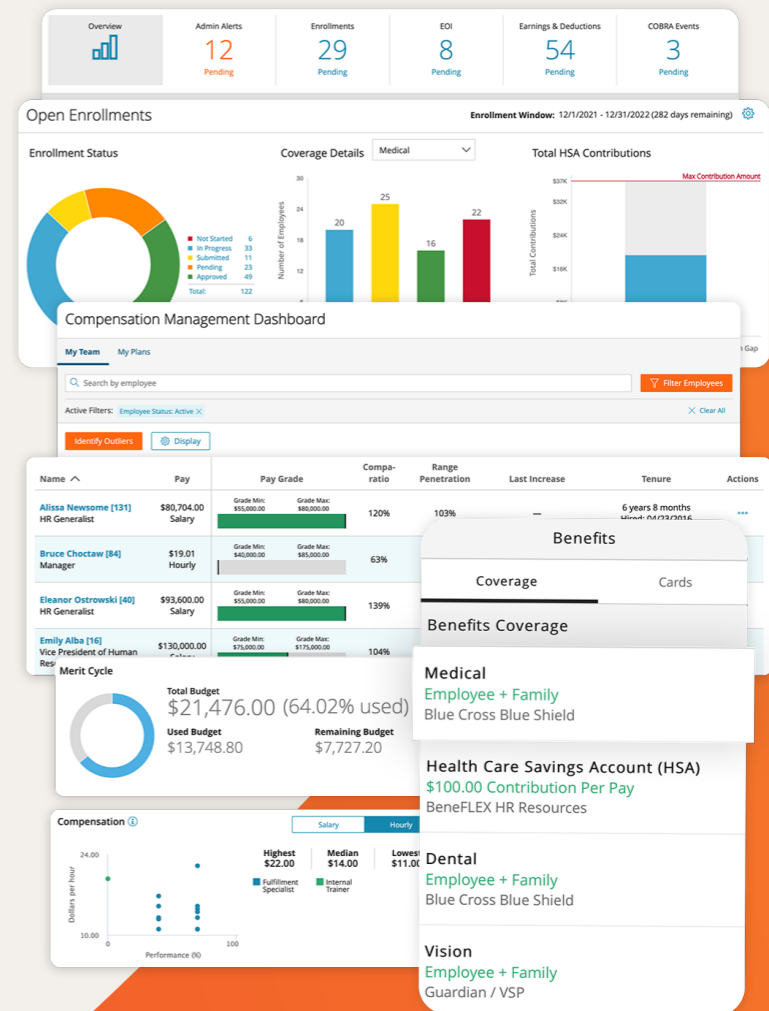 Overview
Admin Alerts
12
Pending
Enrollments
29
Pending
EOI
8
Pending
Earnings & Deductions
54
Pending
COBRA Events
3
Pending
Open Enrollments
Enrollment Window: 12/1/2021 - 12/31/2022 (282 days remaining)
Enrollment Status
Not Started 6
In Progress 33
Submitted 11
Pending 23
Approved 49
Total: 122
Coverage Details
Medical
Number of Employees
30
24
18
12
20
25
16
22
Total HSA Contributions
Max Contribution Amount
Total Contributions
$37K
$32K
$24K
$16K
Gap
Compensation Management Dashboard
My Team
My Plans
Search by employee
Filter Employees
Active Filters: Employee Status: Active
Clear All
Identify Outliers
Display
Name Pay Pay Grade Compa-ratio Range Penetration Last Increase Tenure Actions
Alissa Newsome [131]
HR Generalist
$80,704.00
Salary
Grade Min: $55,000.00
Grade Max: $80,000.00
120%
103%
—
6 years 8 months
Hired: 04/23/2016
Bruce Choctaw [84]
Manager
$19.01
Hourly
Grade Min: $40,000.00
Grade Max: $85,000.00
63%
Eleanor Ostrowski [40]
HR Generalist
$93,600.00
Salary
Grade Min: $55,000.00
Grade Max: $80,000.00
139%
Emily Alba [16]
Vice President of Human
$130,000.00
Salary
Grade Min: $75,000.00
Grade Max: $175,000.00
104%
Merit Cycle
Total Budget
$21,476.00 (64.02% used)
Used Budget
$13,748.80
Remaining Budget
$7,727.20
Compensation
Salary
Hourly
Dollars per hour
24.00
10.00
0
100
Performance (%)
Highest
$22.00
Median
$14.00
Lowest
$11.00
Fulfillment Specialist
Internal Trainer
Benefits
Coverage
Cards
Benefits Coverage
Medical
Employee + Family
Blue Cross Blue Shield
Health Care Savings Account (HSA)
$100.00 Contribution Per Pay
BeneFLEX HR Resources
Dental
Employee + Family
Blue Cross Blue Shield
Vision
Employee + Family
Guardian / VSP